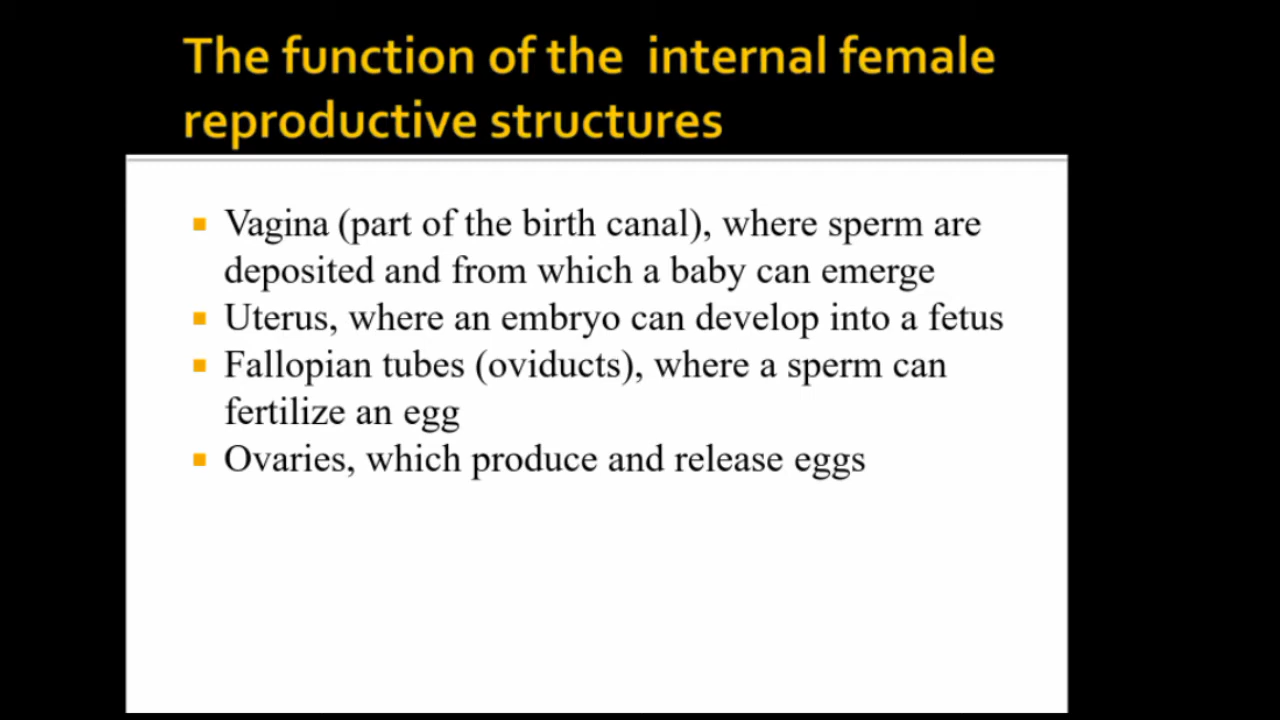 The function of the internal female
reproductive structures
Vagina (part of the birth canal), where sperm are
deposited and from which a baby can emerge
Uterus, where an embryo can develop into a fetus
Fallopian tubes (oviducts), where a sperm can
fertilize an egg
Ovaries, which produce and release eggs